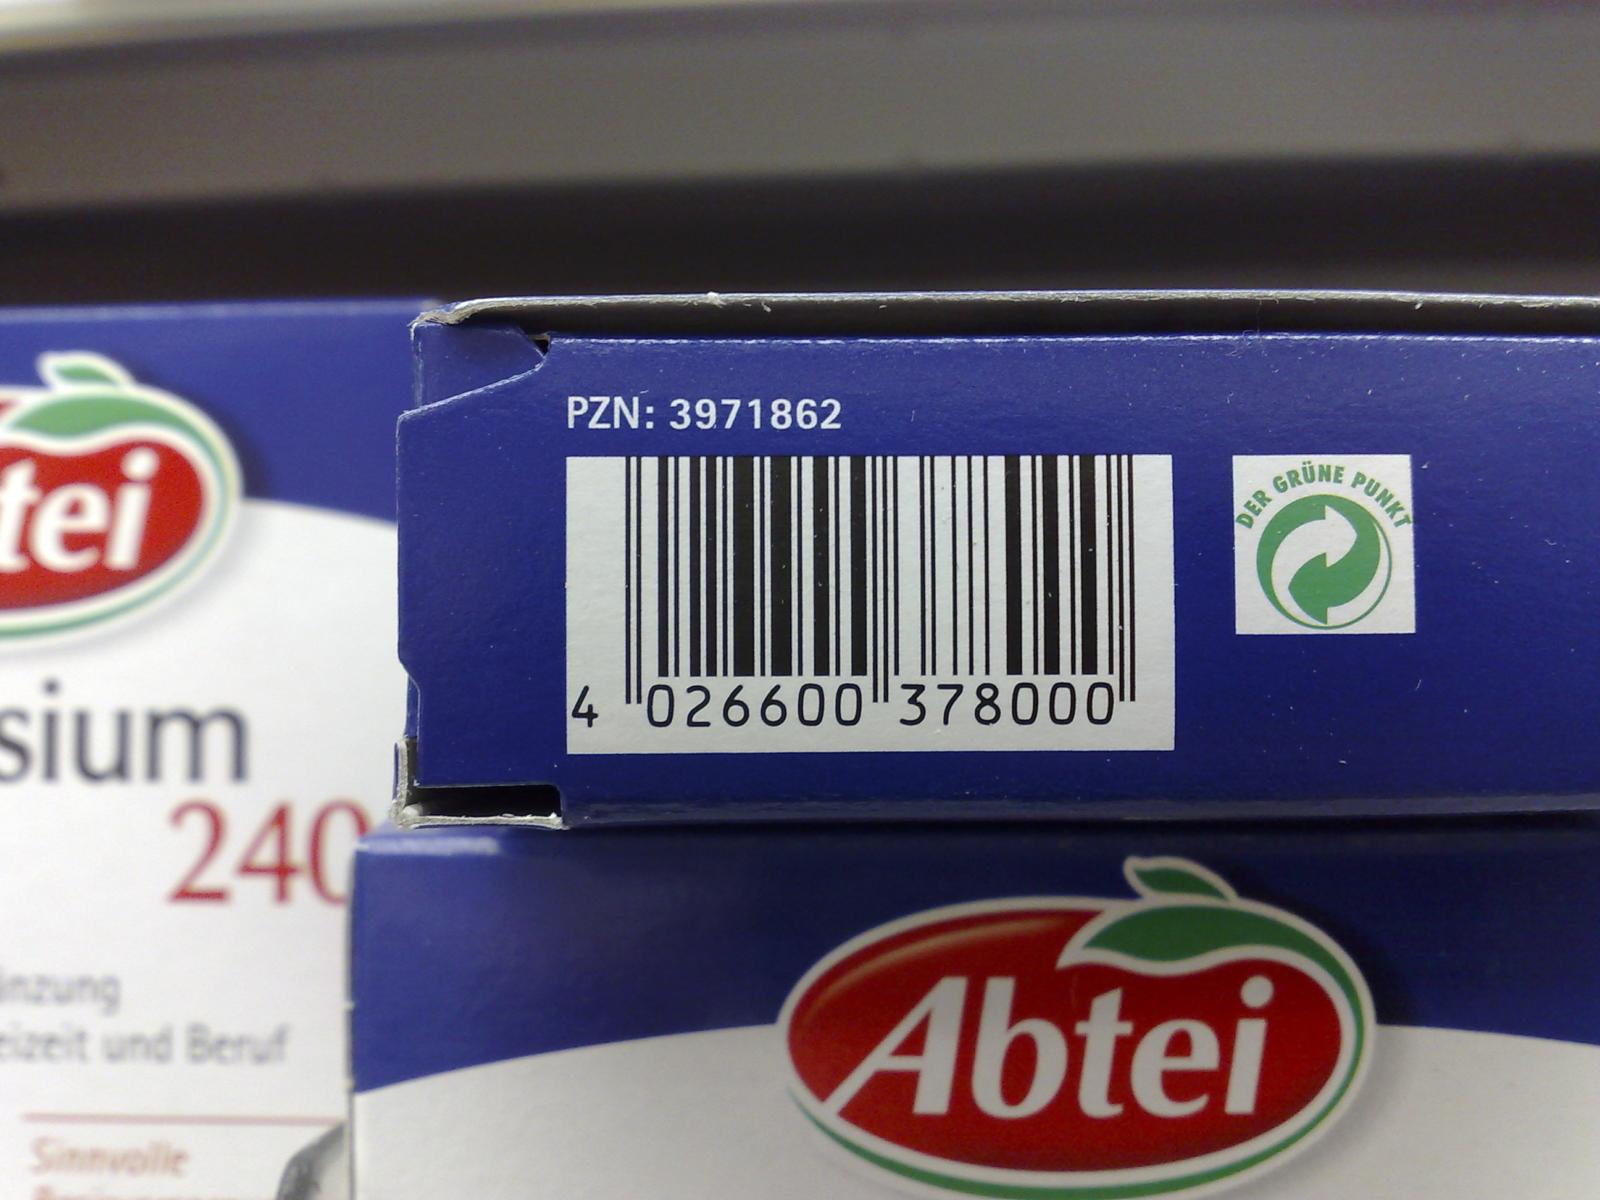 PZN: 3971862
4 026600 378000
DER GRÜNE PUNKT
tei
sium
240
nzung
eizeit und Beruf
Sinnvolle
Abtei